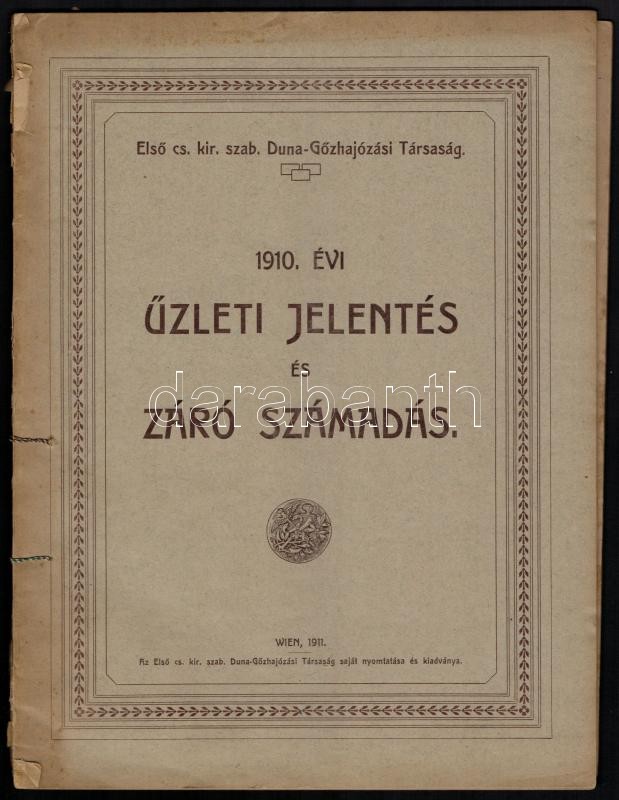 Első cs. kir. szab. Duna-Gőzhajózási Társaság.
1910. ÉVI
ŰZLETI JELENTÉS
ÉS
darabanth
ZÁRÓ SZÁMADÁS.
WIEN, 1911.
Az Első cs. kir. szab. Duna-Gőzhajózási Társaság saját nyomtatása és kiadványa.